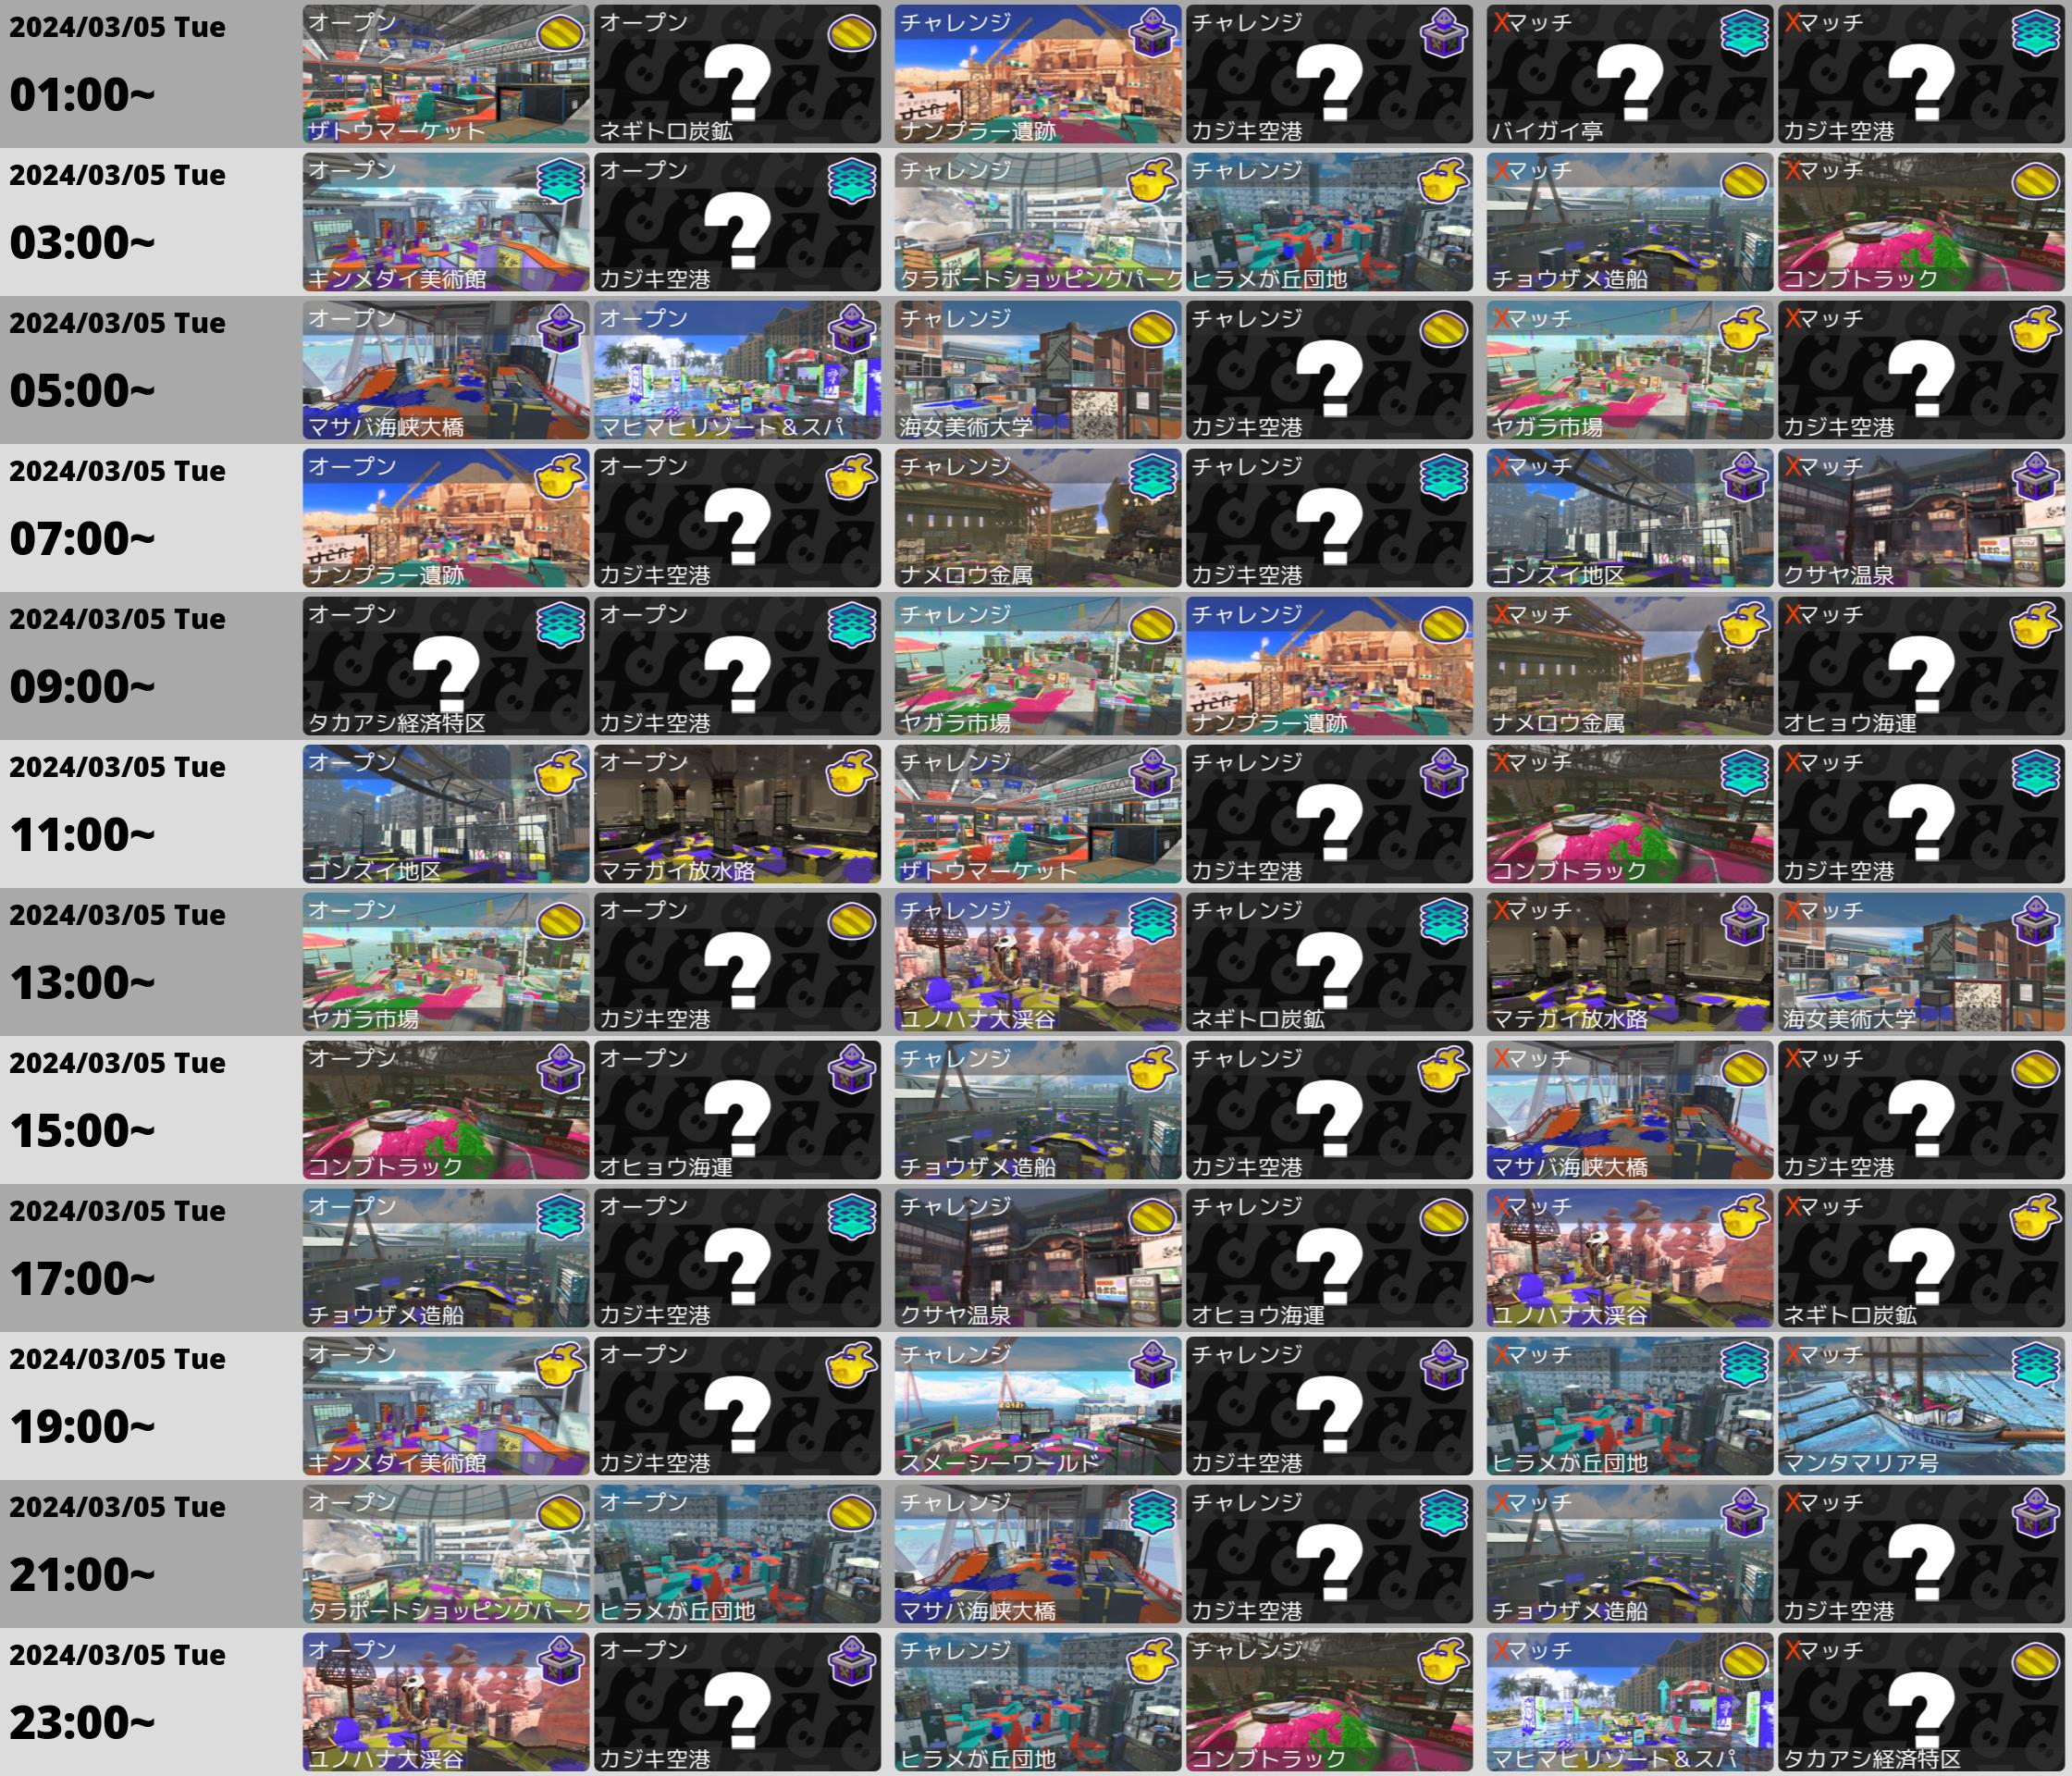 2024/03/05 Tue
01:00~
オープン
ザトウマーケット
オープン
ネギトロ炭鉱
チャレンジ
ナンプラー遺跡
チャレンジ
カジキ空港
Xマッチ
バイガイ亭
Xマッチ
カジキ空港
2024/03/05 Tue
03:00~
オープン
キンメダイ美術館
オープン
カジキ空港
チャレンジ
タラポートショッピングパーク
チャレンジ
ヒラメが丘団地
Xマッチ
チョウザメ造船
Xマッチ
コンブトラック
2024/03/05 Tue
05:00~
オープン
マサバ海峡大橋
オープン
マヒマヒリゾート＆スパ
チャレンジ
海女美術大学
チャレンジ
カジキ空港
Xマッチ
ヤガラ市場
Xマッチ
カジキ空港
2024/03/05 Tue
07:00~
オープン
ナンプラー遺跡
オープン
カジキ空港
チャレンジ
ナメロウ金属
チャレンジ
カジキ空港
Xマッチ
ゴンズイ地区
Xマッチ
クサヤ温泉
2024/03/05 Tue
09:00~
オープン
タカアシ経済特区
オープン
カジキ空港
チャレンジ
ヤガラ市場
チャレンジ
ナンプラー遺跡
Xマッチ
ナメロウ金属
Xマッチ
オヒョウ海運
2024/03/05 Tue
11:00~
オープン
ゴンズイ地区
オープン
マテガイ放水路
チャレンジ
ザトウマーケット
チャレンジ
カジキ空港
Xマッチ
コンブトラック
Xマッチ
カジキ空港
2024/03/05 Tue
13:00~
オープン
ヤガラ市場
オープン
カジキ空港
チャレンジ
ユノハナ大渓谷
チャレンジ
ネギトロ炭鉱
Xマッチ
マテガイ放水路
Xマッチ
海女美術大学
2024/03/05 Tue
15:00~
オープン
コンブトラック
オープン
オヒョウ海運
チャレンジ
チョウザメ造船
チャレンジ
カジキ空港
Xマッチ
マサバ海峡大橋
Xマッチ
カジキ空港
2024/03/05 Tue
17:00~
オープン
チョウザメ造船
オープン
カジキ空港
チャレンジ
クサヤ温泉
チャレンジ
オヒョウ海運
Xマッチ
ユノハナ大渓谷
Xマッチ
ネギトロ炭鉱
2024/03/05 Tue
19:00~
オープン
キンメダイ美術館
オープン
カジキ空港
チャレンジ
スメーシーワールド
チャレンジ
カジキ空港
Xマッチ
ヒラメが丘団地
Xマッチ
マンタマリア号
2024/03/05 Tue
21:00~
オープン
タラポートショッピングパーク
オープン
ヒラメが丘団地
チャレンジ
マサバ海峡大橋
チャレンジ
カジキ空港
Xマッチ
チョウザメ造船
Xマッチ
カジキ空港
2024/03/05 Tue
23:00~
オープン
ユノハナ大渓谷
オープン
カジキ空港
チャレンジ
ヒラメが丘団地
チャレンジ
コンブトラック
Xマッチ
マヒマヒリゾート＆スパ
Xマッチ
タカアシ経済特区